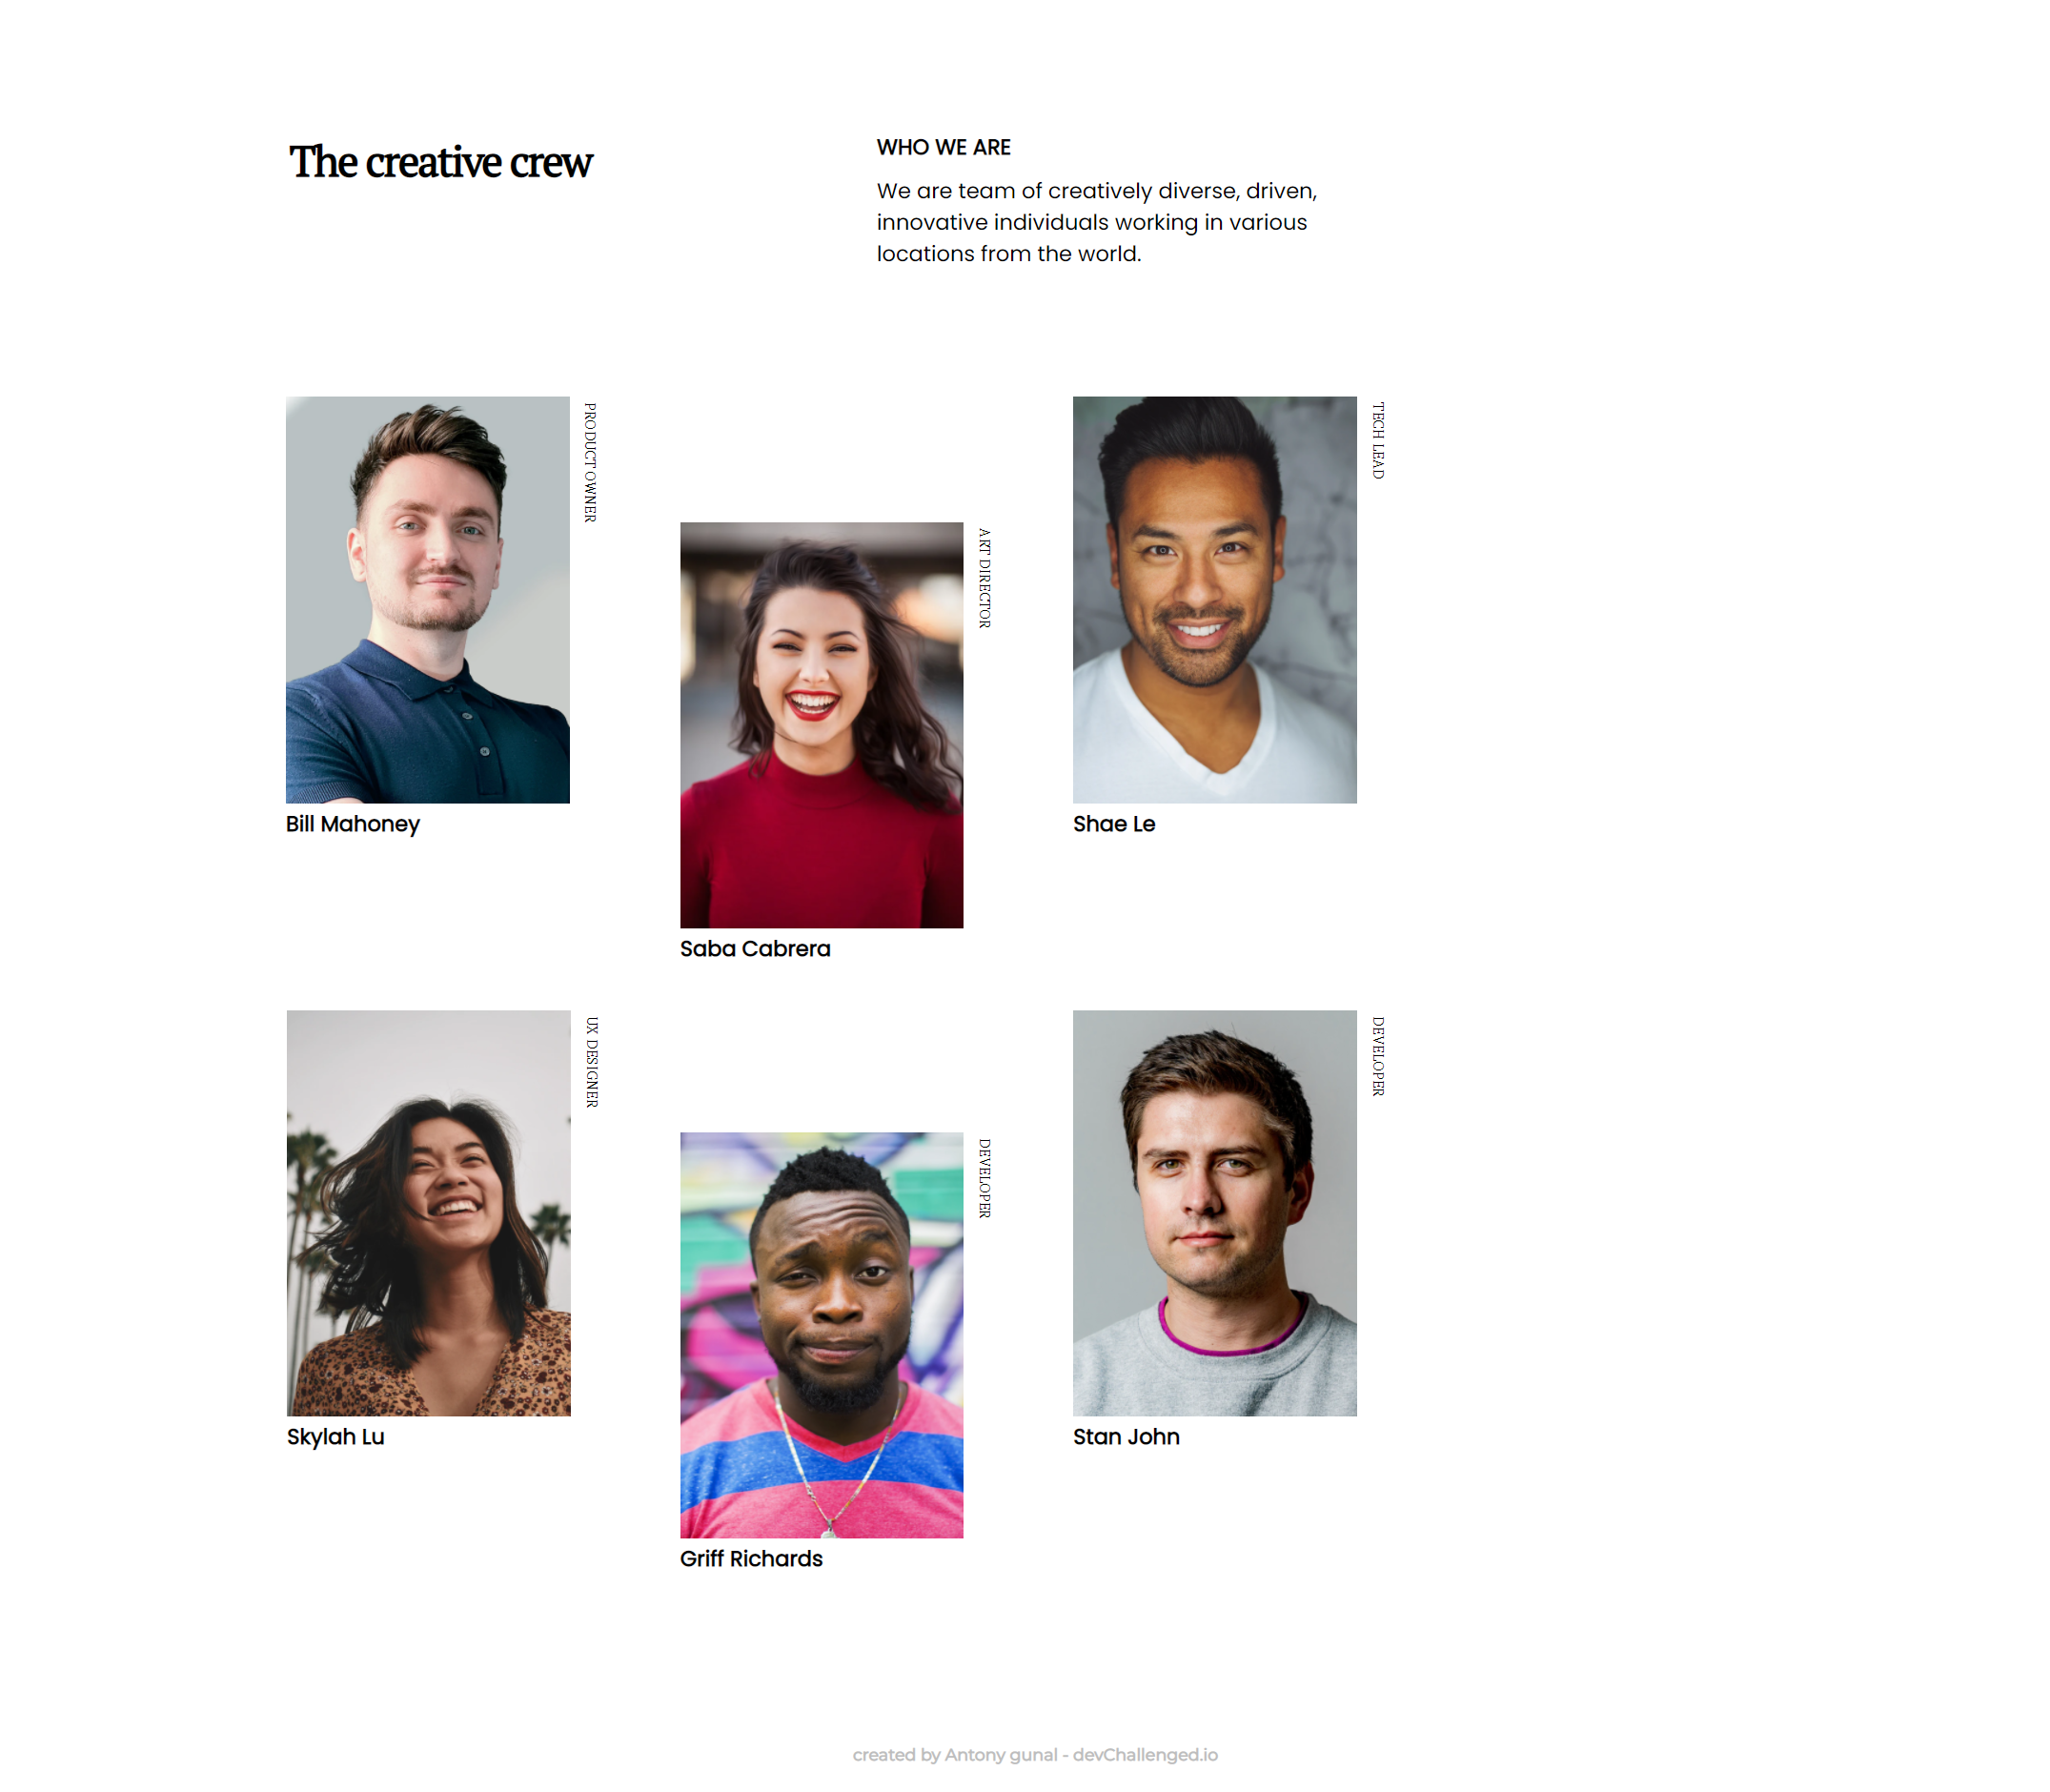 The creative crew
WHO WE ARE
We are team of creatively diverse, driven,
innovative individuals working in various
locations from the world.
PRODUCT OWNER
Bill Mahoney
ART DIRECTOR
Saba Cabrera
TECH LEAD
Shae Le
UX DESIGNER
Skylah Lu
DEVELOPER
Griff Richards
DEVELOPER
Stan John
created by Antony gunal - devChallenged.io